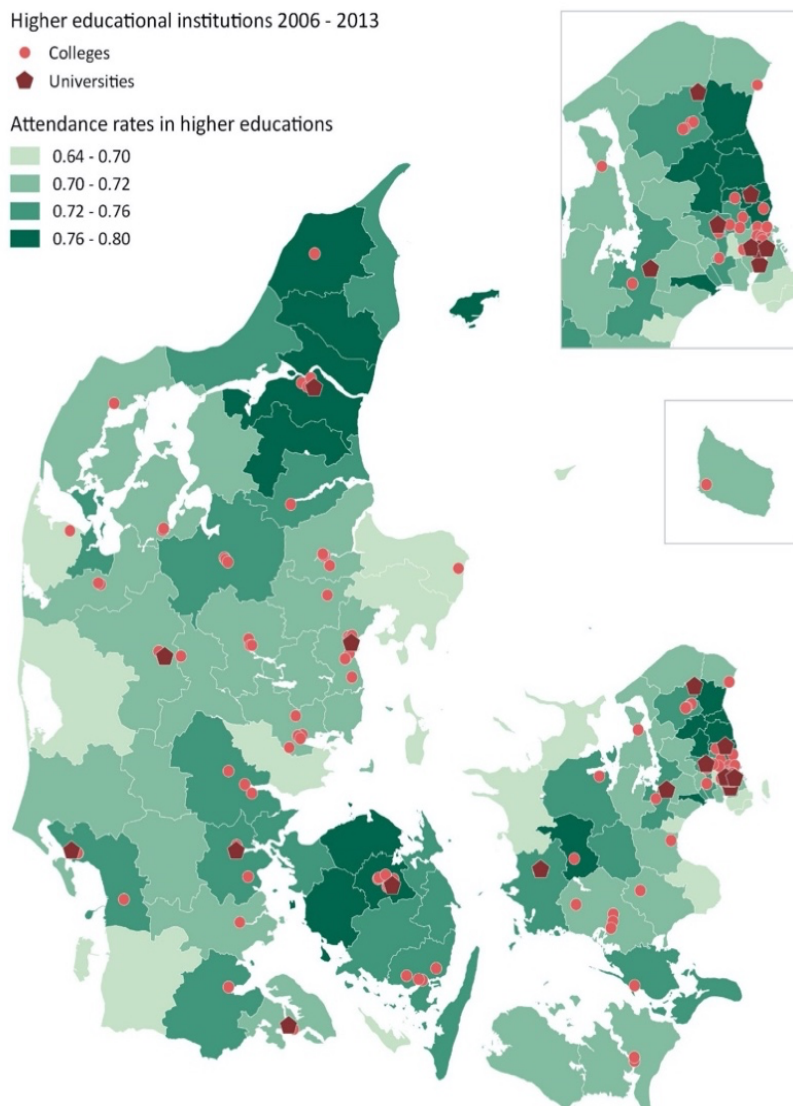 Higher educational institutions 2006 - 2013
Colleges
Universities
Attendance rates in higher educations
0.64 - 0.70
0.70 - 0.72
0.72 - 0.76
0.76 - 0.80